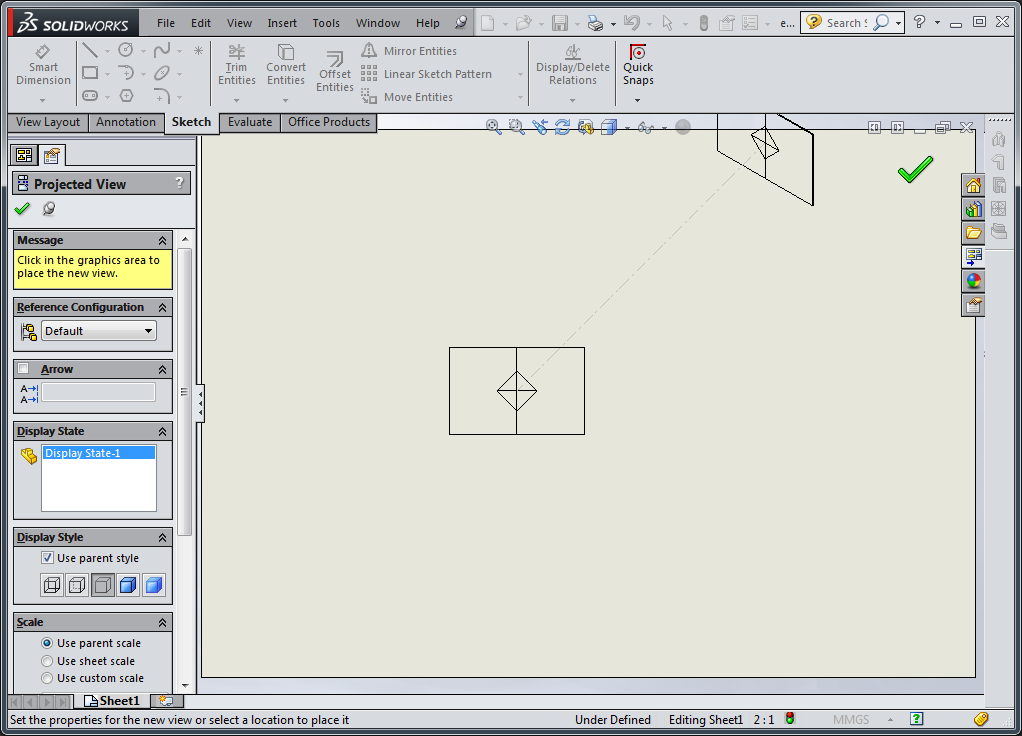 SOLIDWORKS File Edit View Insert Tools Window Help e... Search S
Smart Dimension
Trim Entities
Convert Entities
Offset Entities
Mirror Entities
Linear Sketch Pattern
Move Entities
Display/Delete Relations
Quick Snaps
View Layout Annotation Sketch Evaluate Office Products
Projected View ?
Message
Click in the graphics area to
place the new view.
Reference Configuration
Default
Arrow
A
A
Display State
Display State-1
Display Style
Use parent style
Scale
Use parent scale
Use sheet scale
Use custom scale
Sheet1
Set the properties for the new view or select a location to place it Under Defined Editing Sheet1 2 : 1 MMGS ?